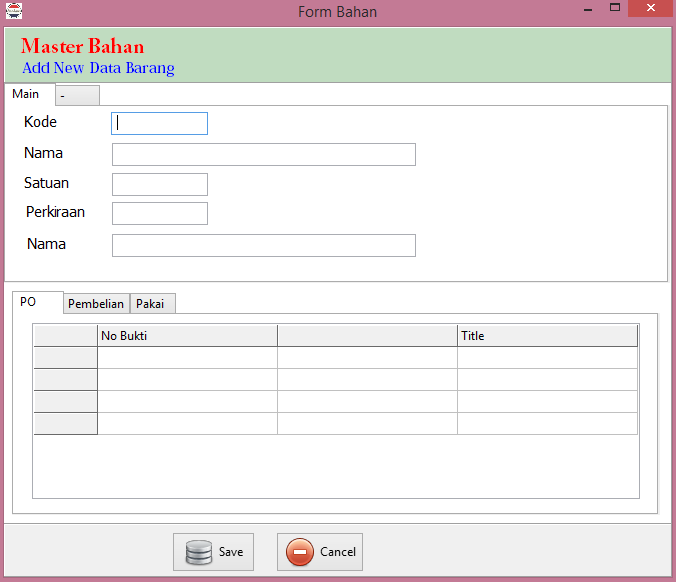 Form Bahan
Master Bahan
Add New Data Barang
Main -
Kode
Nama
Satuan
Perkiraan
Nama
PO Pembelian Pakai
No Bukti Title
Save Cancel